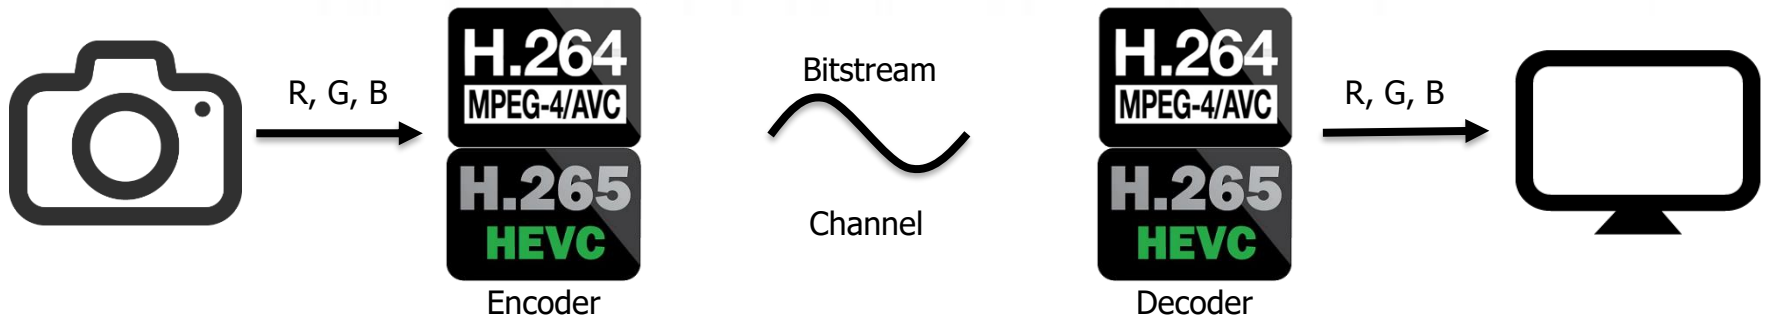 R, G, B
H.264
MPEG-4/AVC
H.265
HEVC
Encoder
Bitstream
Channel
H.264
MPEG-4/AVC
H.265
HEVC
Decoder
R, G, B